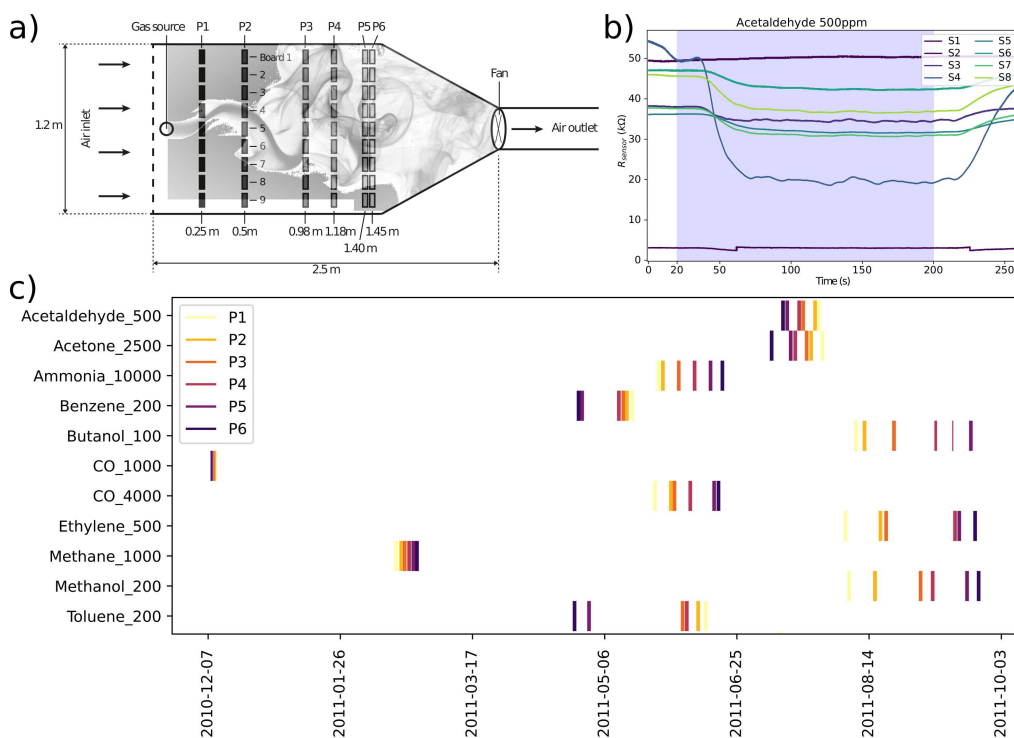 a)
Gas source P1 P2 P3 P4 P5 P6
Fan
Board 1
2
3
4
5
6
7
8
9
1.2 m
Air inlet
Air outlet
0.25 m 0.5m 0.98 m 1.18m 1.45 m
1.40 m
2.5 m
b)
Acetaldehyde 500ppm
S1 S5
S2 S6
S3 S7
S4 S8
R sensor (kΩ)
50
40
30
20
10
0
0 20 50 100 150 200 250
Time (s)
c)
P1
P2
P3
P4
P5
P6
Acetaldehyde_500
Acetone_2500
Ammonia_10000
Benzene_200
Butanol_100
CO_1000
CO_4000
Ethylene_500
Methane_1000
Methanol_200
Toluene_200
2010-12-07
2011-01-26
2011-03-17
2011-05-06
2011-06-25
2011-08-14
2011-10-03